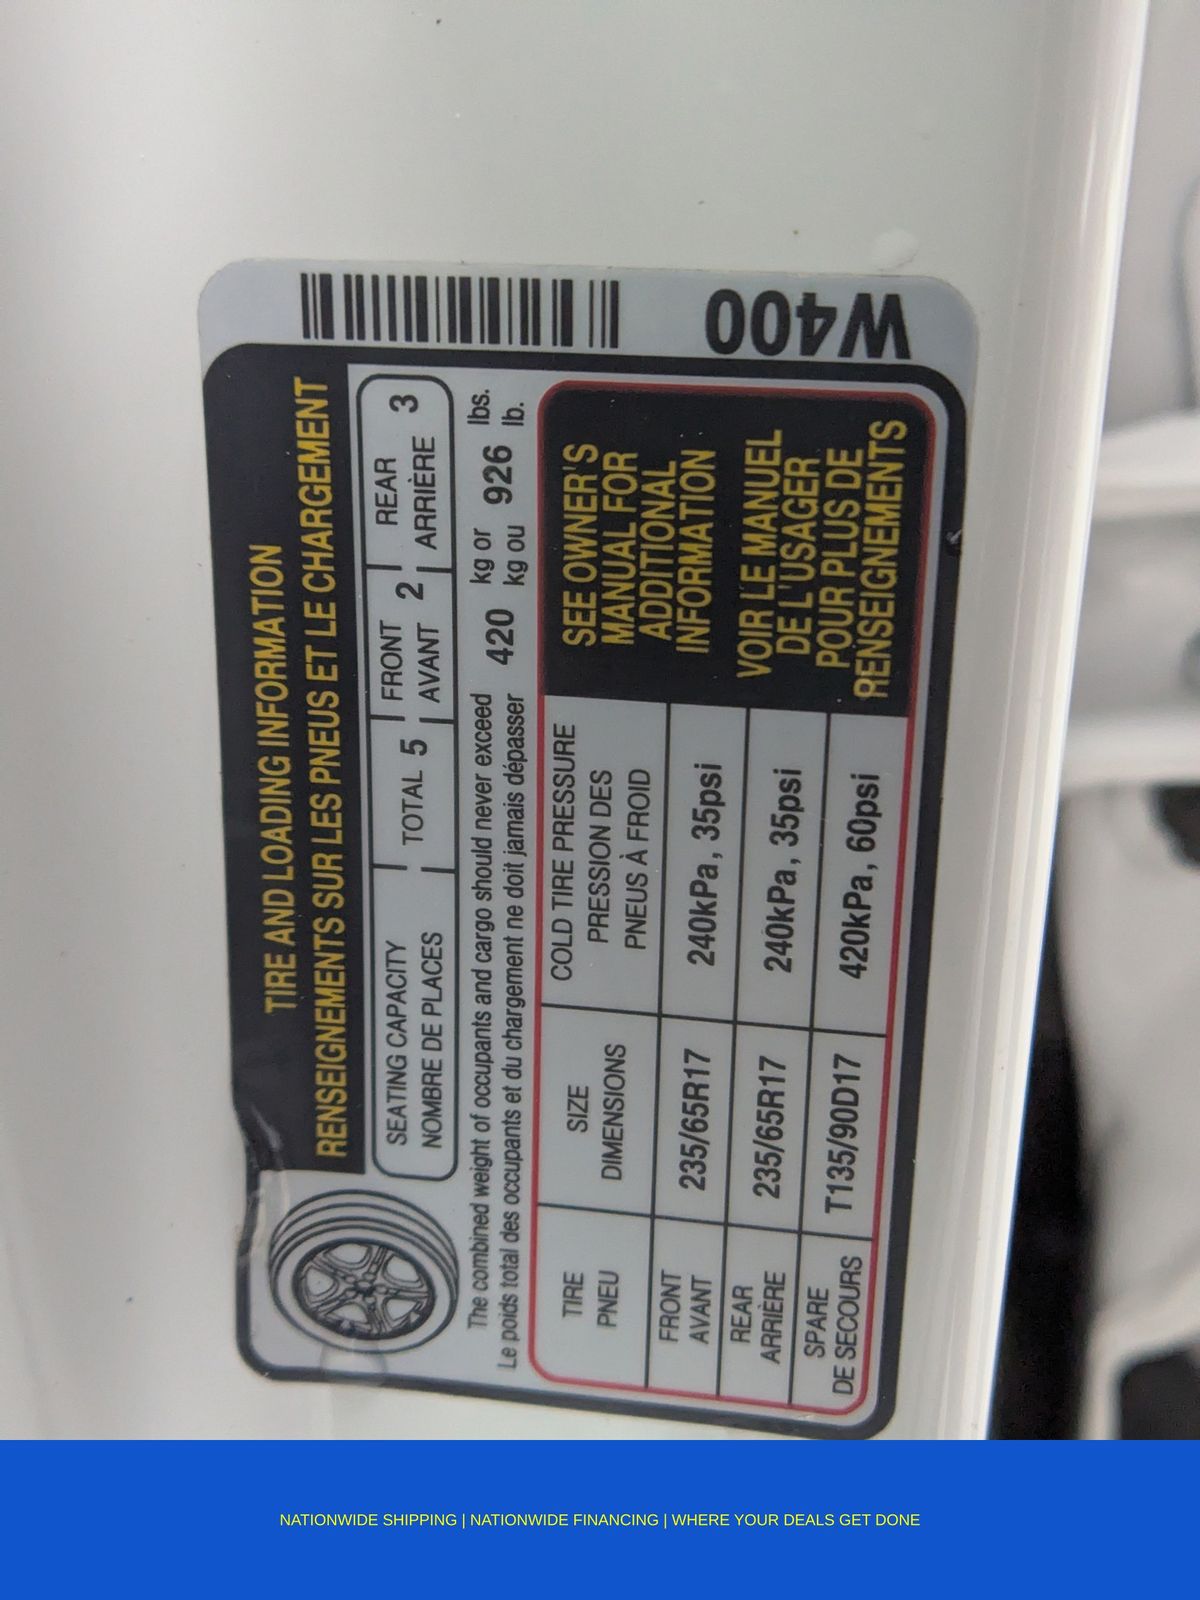 TIRE AND LOADING INFORMATION
RENSEIGNEMENTS SUR LES PNEUS ET LE CHARGEMENT
SEATING CAPACITY
NOMBRE DE PLACES
TOTAL 5
FRONT
AVANT 2
REAR
ARRIÈRE 3
The combined weight of occupants and cargo should never exceed 420 kg or 926 lbs.
Le poids total des occupants et du chargement ne doit jamais dépasser kg ou lb.
TIRE
PNEU
SIZE
DIMENSIONS
COLD TIRE PRESSURE
PRESSION DES
PNEUS À FROID
FRONT
AVANT
235/65R17
240kPa, 35psi
REAR
ARRIÈRE
235/65R17
240kPa, 35psi
SPARE
DE SECOURS
T135/90D17
420kPa, 60psi
SEE OWNER'S
MANUAL FOR
ADDITIONAL
INFORMATION
VOIR LE MANUEL
DE L'USAGER
POUR PLUS DE
RENSEIGNEMENTS
W400
NATIONWIDE SHIPPING | NATIONWIDE FINANCING | WHERE YOUR DEALS GET DONE